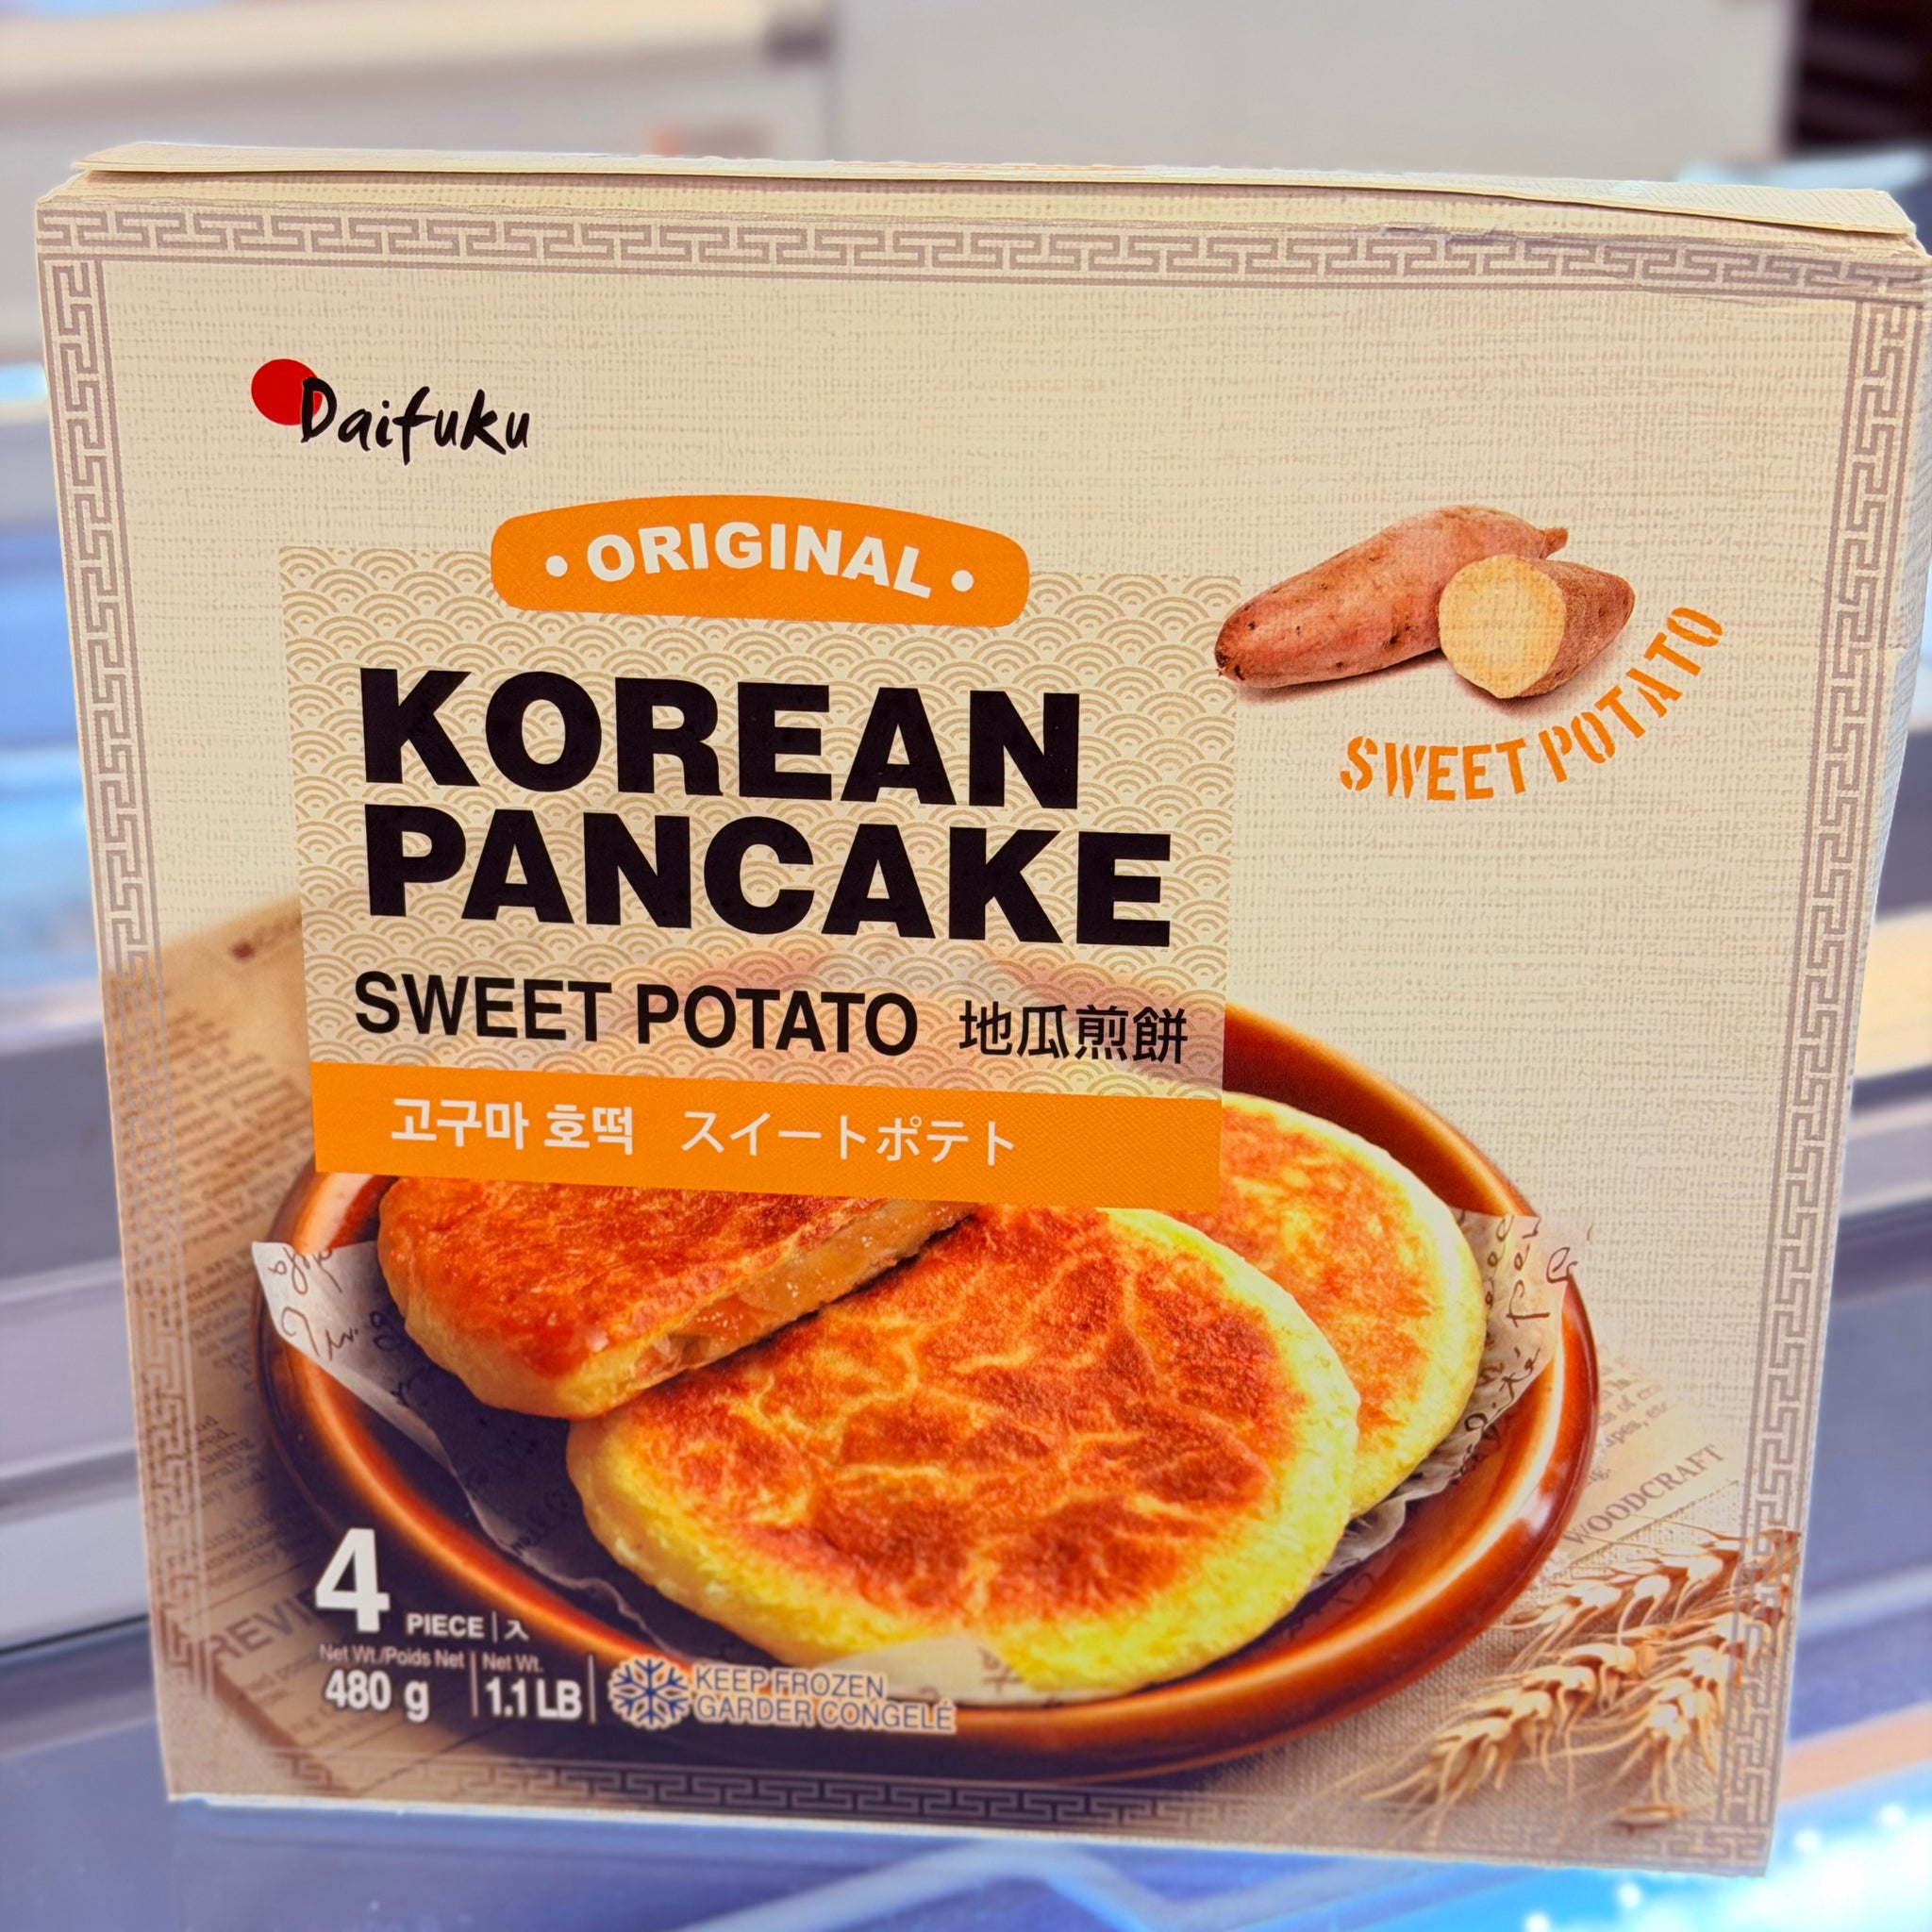 Daifuku
• ORIGINAL •
KOREAN
PANCAKE
SWEET POTATO 地瓜煎餅
고구마 호떡 スイートポテト
SWEET POTATO
WOODCRAFT
4 PIECE | 入
Net Wt./Poids Net | Net Wt.
480 g | 1.1 LB
KEEP FROZEN
GARDER CONGELÉ